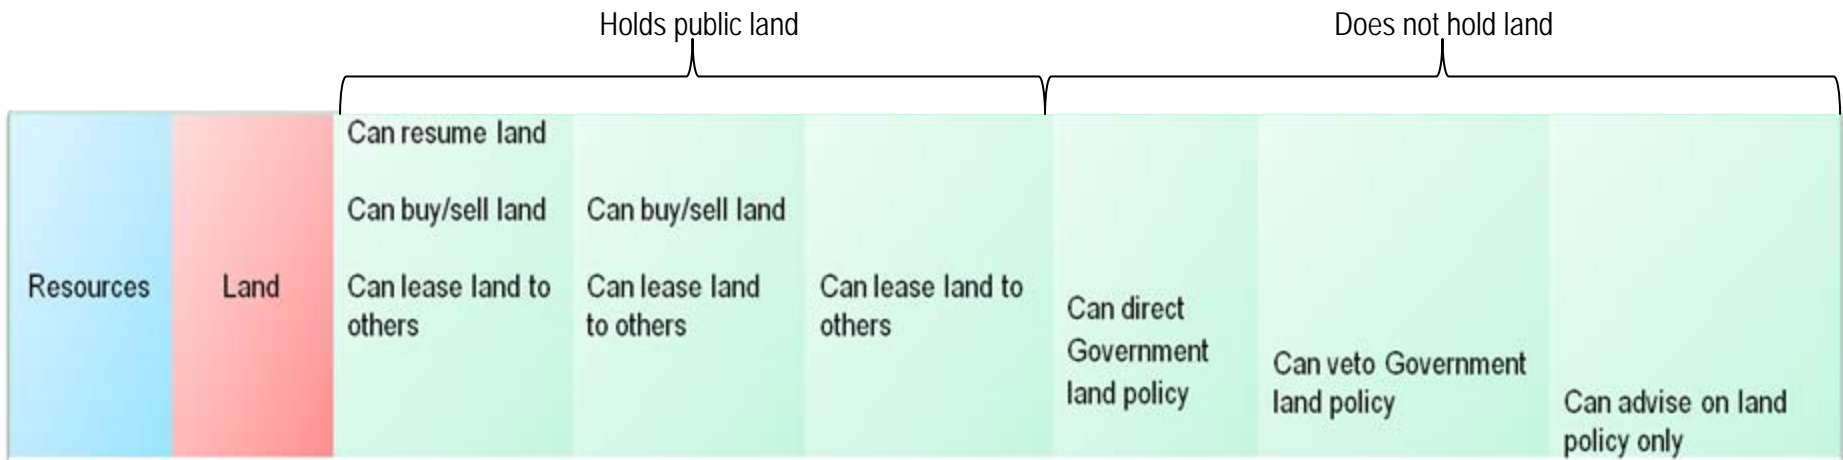 Holds public land
Does not hold land
Resources
Land
Can resume land
Can buy/sell land
Can lease land to
others
Can buy/sell land
Can lease land
to others
Can lease land to
others
Can direct
Government
land policy
Can veto Government
land policy
Can advise on land
policy only